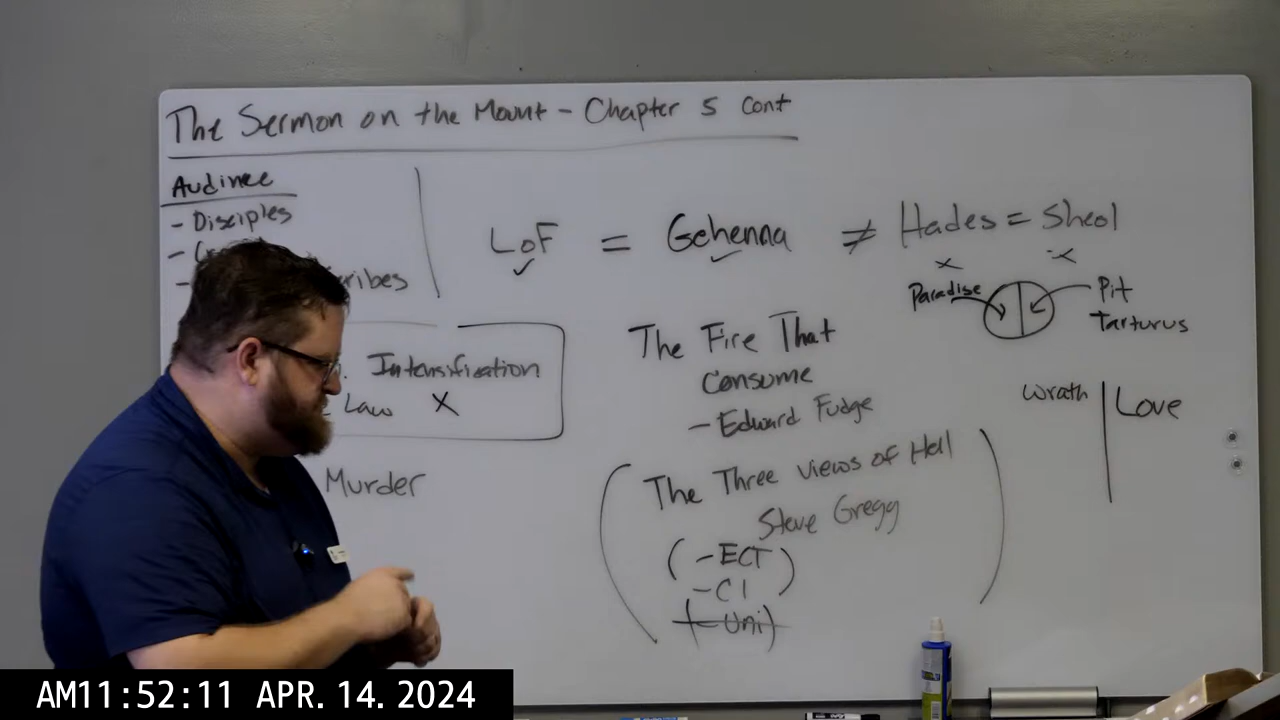 The Sermon on the Mount - Chapter 5 Cont
Audinee
- Disciples
-
- ribes
Intensification
Law X
Murder
LoF = Gehenna ≠ Hades = Sheol
✓ ✓ x x
Paradise
Pit
Tarturus
The Fire That
Consume
- Edward Fudge
Wrath | Love
The Three views of Hell
Steve Gregg
( - ECT )
- CI
( - Uni )
AM11:52:11 APR. 14. 2024